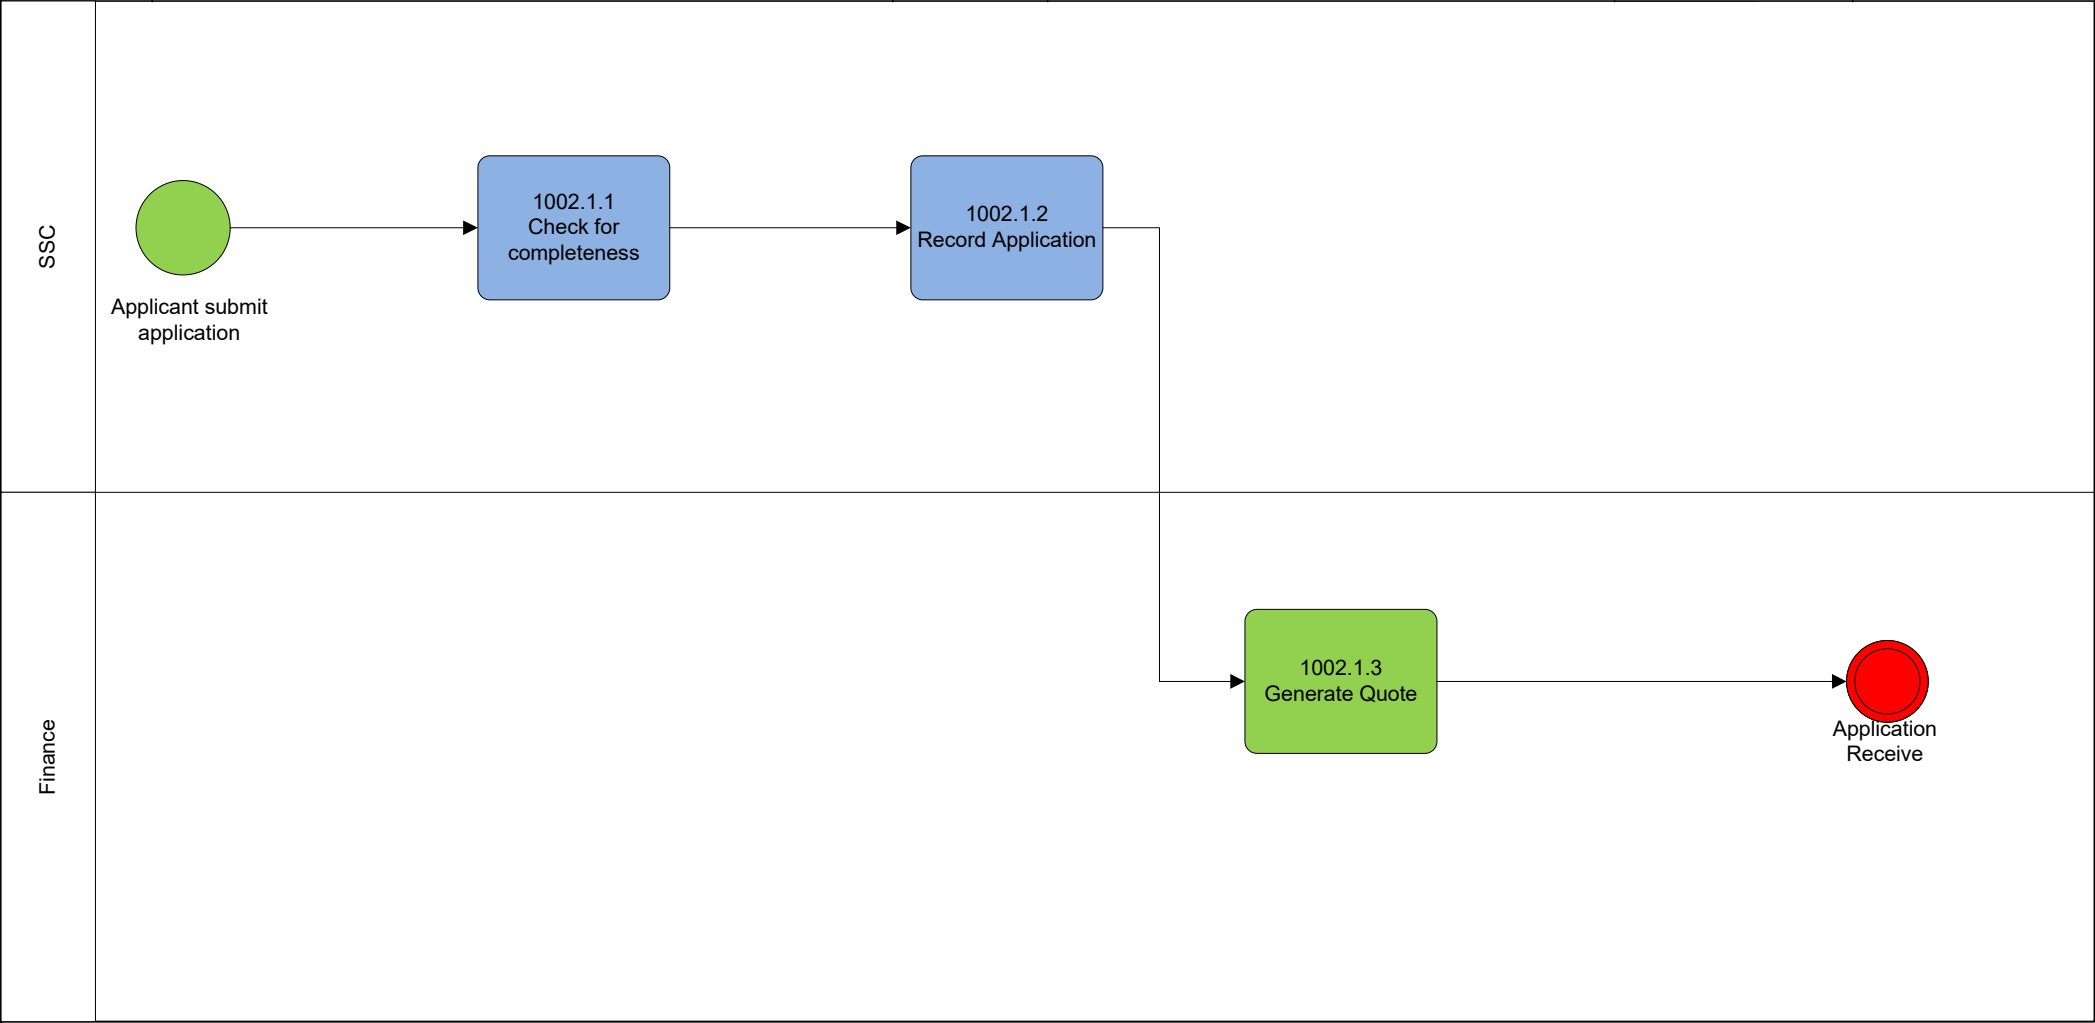 SSC
Applicant submit
application
1002.1.1
Check for
completeness
1002.1.2
Record Application
Finance
1002.1.3
Generate Quote
Application
Receive